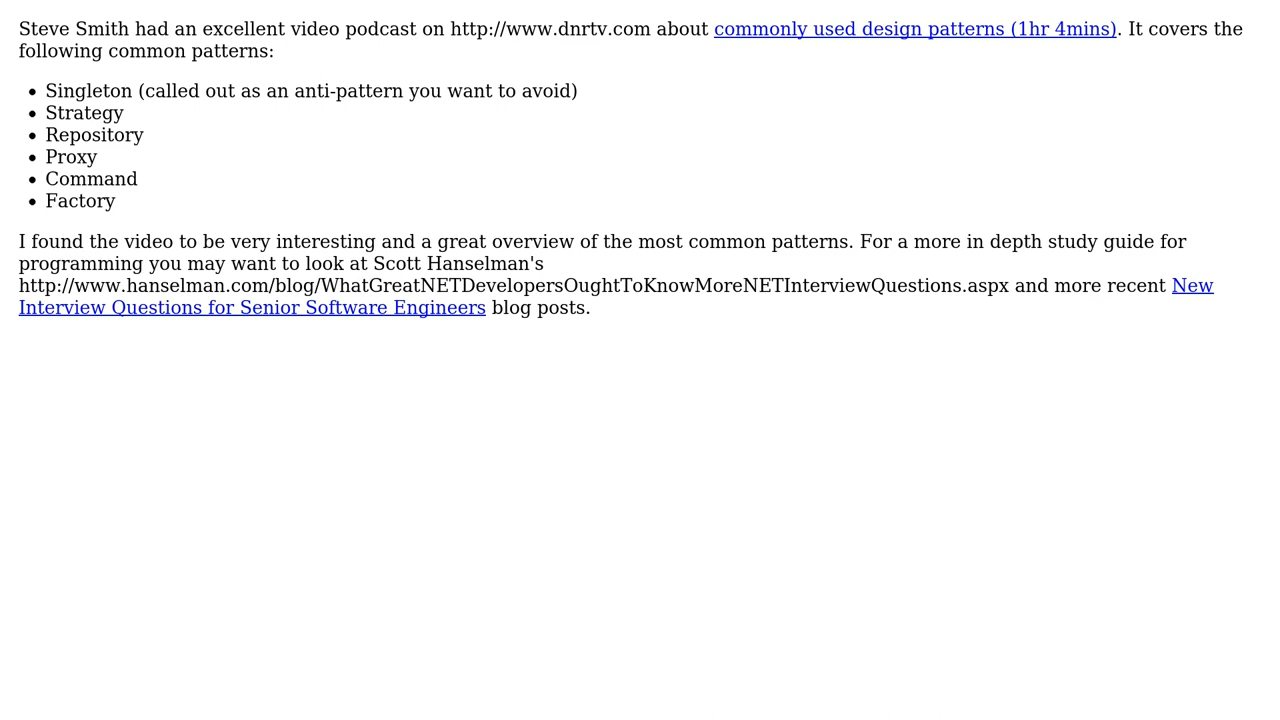 Steve Smith had an excellent video podcast on http://www.dnrtv.com about commonly used design patterns (1hr 4mins). It covers the
following common patterns:
• Singleton (called out as an anti-pattern you want to avoid)
• Strategy
• Repository
• Proxy
• Command
• Factory
I found the video to be very interesting and a great overview of the most common patterns. For a more in depth study guide for
programming you may want to look at Scott Hanselman's
http://www.hanselman.com/blog/WhatGreatNETDevelopersOughtToKnowMoreNETInterviewQuestions.aspx and more recent New
Interview Questions for Senior Software Engineers blog posts.